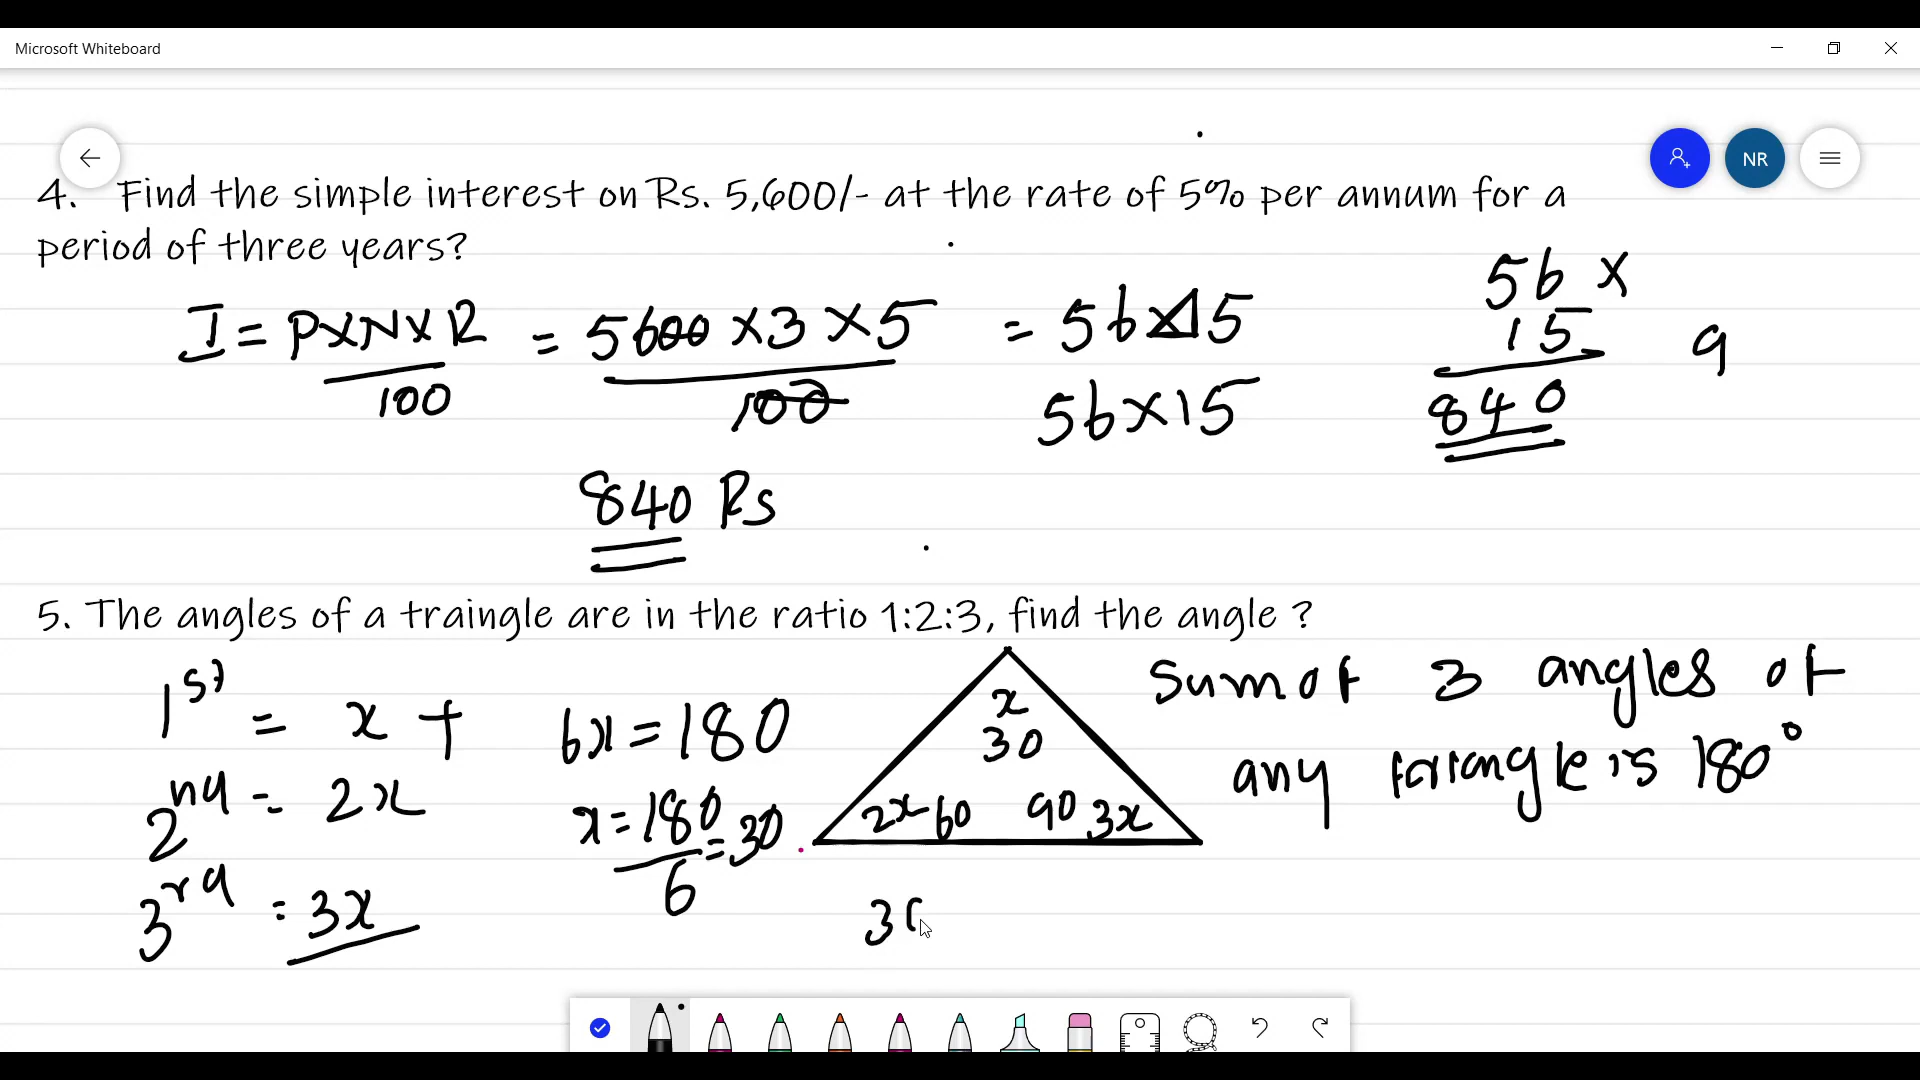 Microsoft Whiteboard
NR
4. Find the simple interest on Rs. 5,600/- at the rate of 5% per annum for a
period of three years?
I = PXNXR = 5600 X 3 X 5 = 56X15
100 100
56X15
56 X
15
840
9
840 Rs
5. The angles of a traingle are in the ratio 1:2:3, find the angle ?
1st = x +
2nd = 2x
3rd = 3x
6x = 180
x = 180 = 30
6
x
30
2x 60 90 3x
Sum of 3 angles of
any triangle is 180°
30